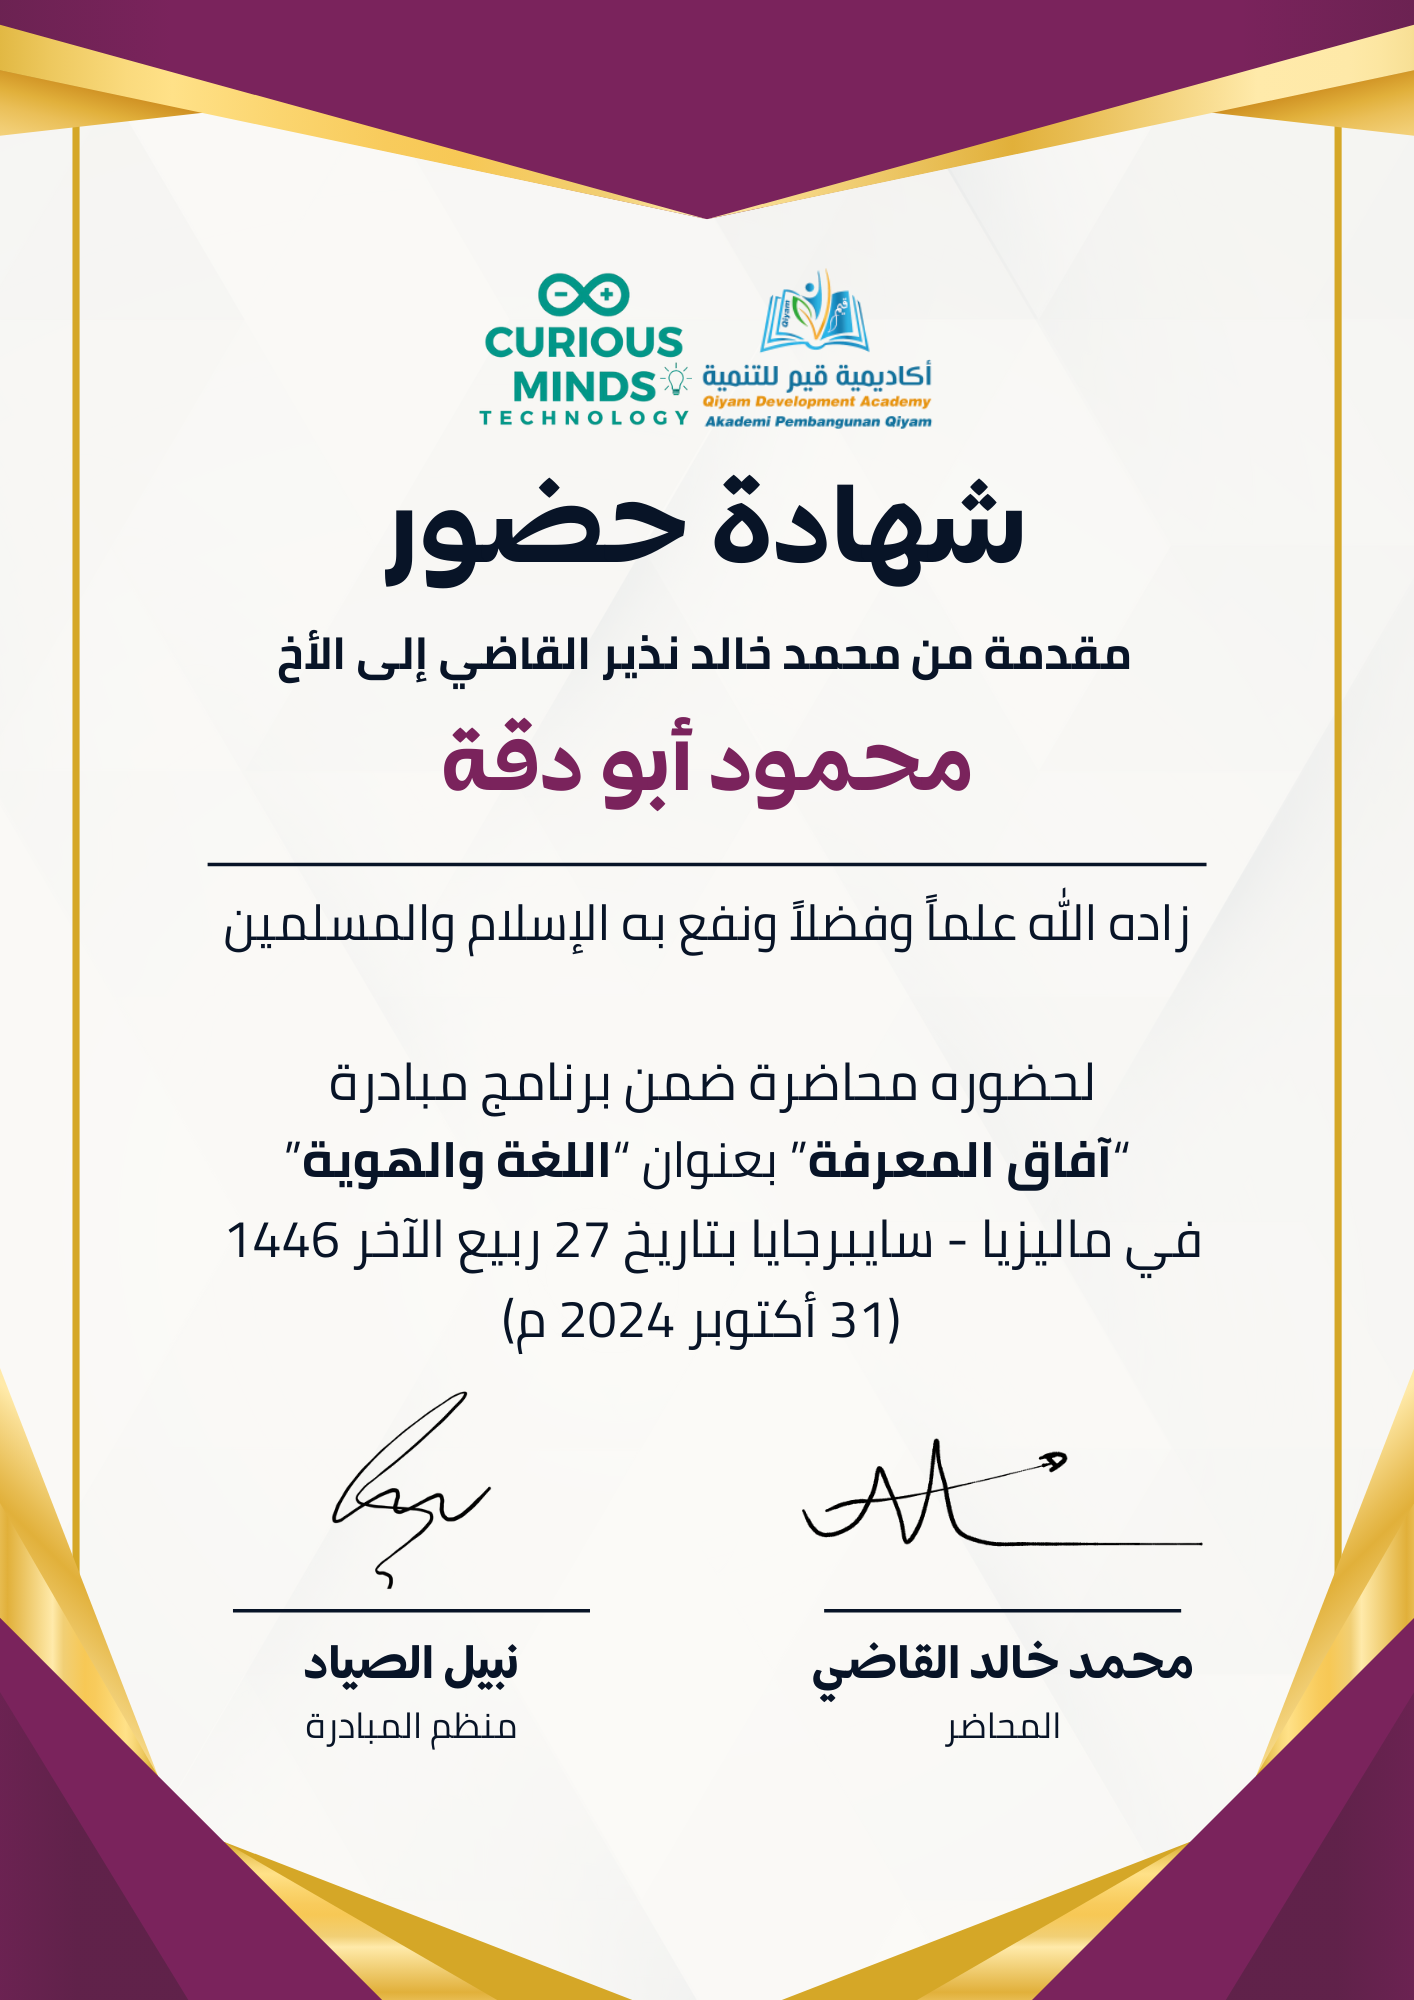 CURIOUS
MINDS
TECHNOLOGY
Qiyam
قيم
أكاديمية قيم للتنمية
Qiyam Development Academy
Akademi Pembangunan Qiyam
شهادة حضور
مقدمة من محمد خالد نذير القاضي إلى الأخ
محمود أبو دقة
زاده الله علماً وفضلاً ونفع به الإسلام والمسلمين
لحضوره محاضرة ضمن برنامج مبادرة
“آفاق المعرفة” بعنوان “اللغة والهوية”
في ماليزيا - سايبرجايا بتاريخ 27 ربيع الآخر 1446
(31 أكتوبر 2024 م)
محمد خالد القاضي
المحاضر
نبيل الصياد
منظم المبادرة